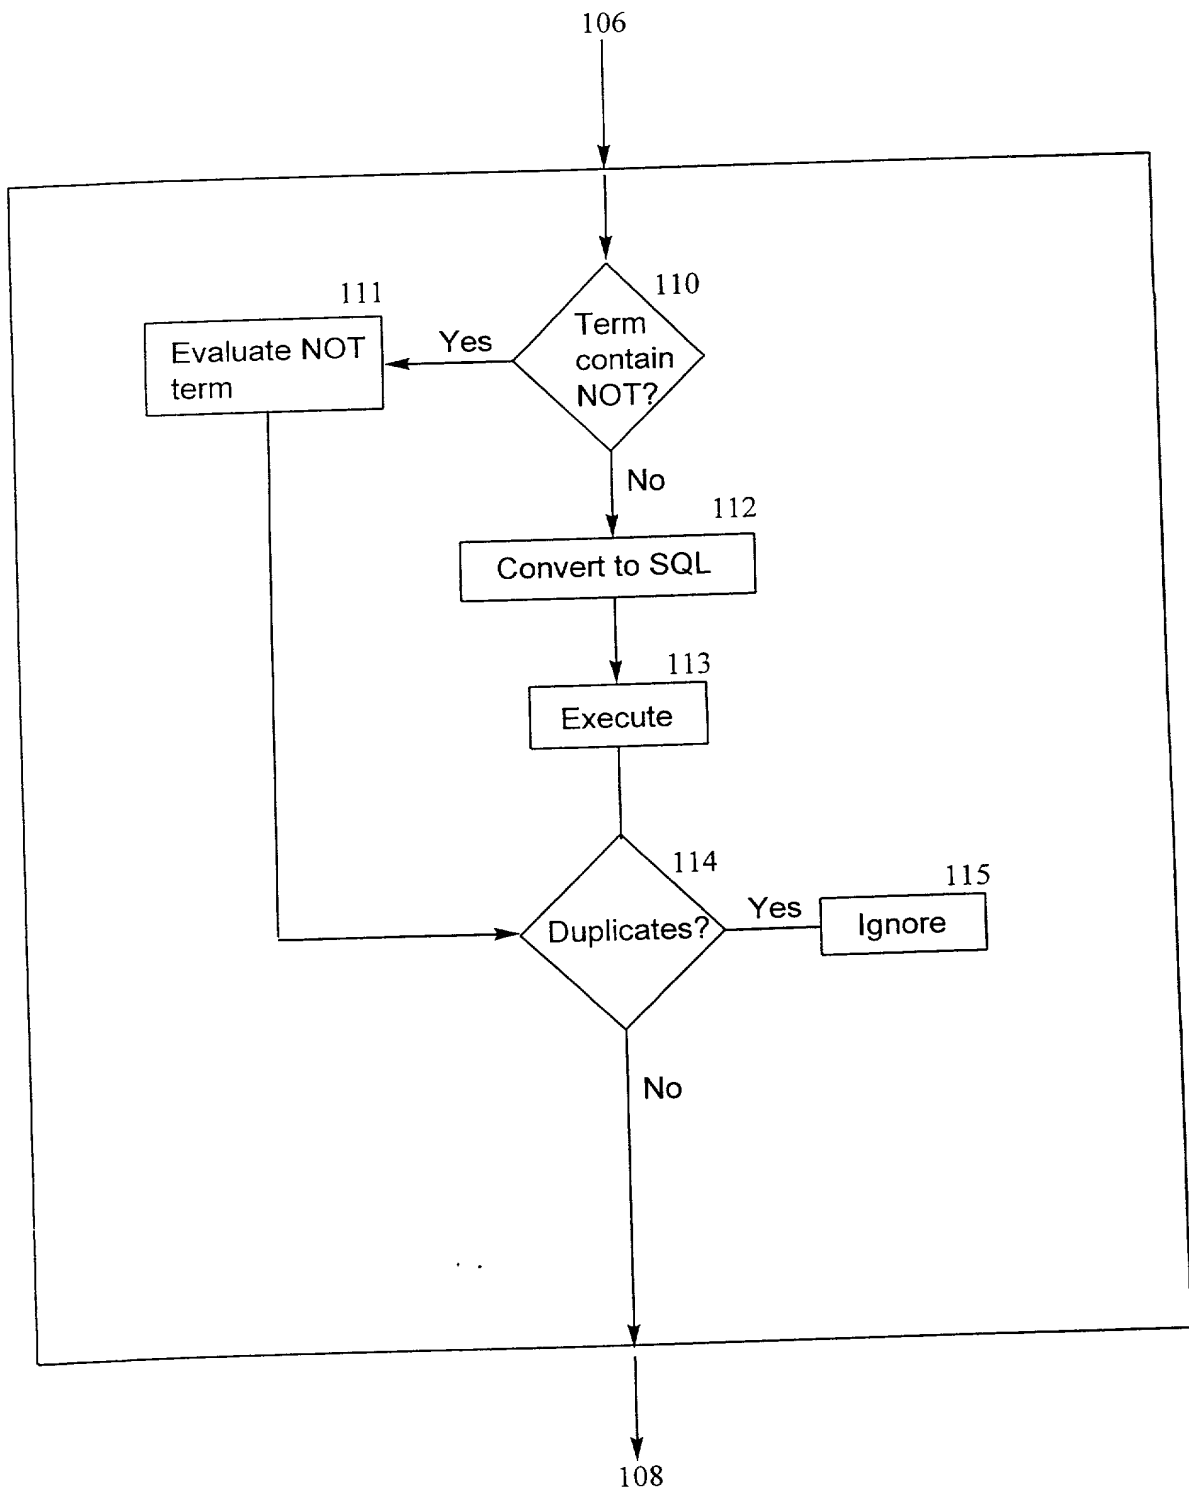 106
110
111
Term
contain
NOT?
Yes
Evaluate NOT
term
No
112
Convert to SQL
113
Execute
114
Duplicates?
Yes
115
Ignore
No
108